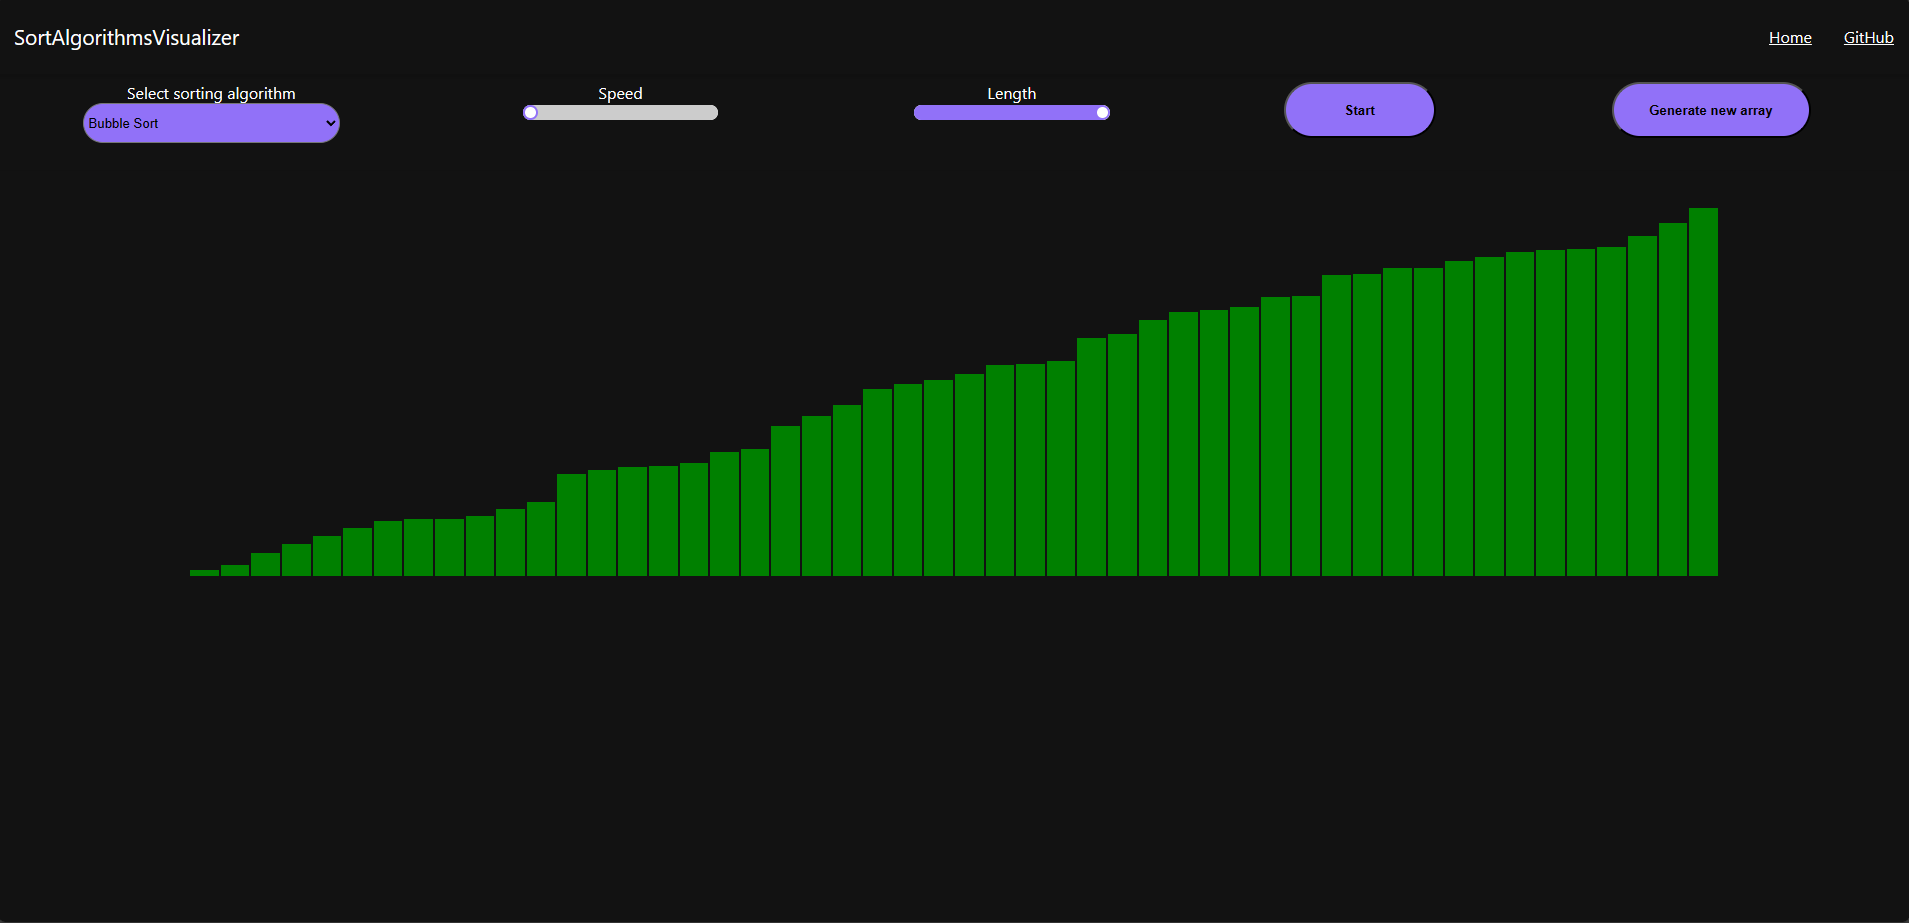 SortAlgorithmsVisualizer
Home
GitHub
Select sorting algorithm
Bubble Sort
Speed
Length
Start
Generate new array